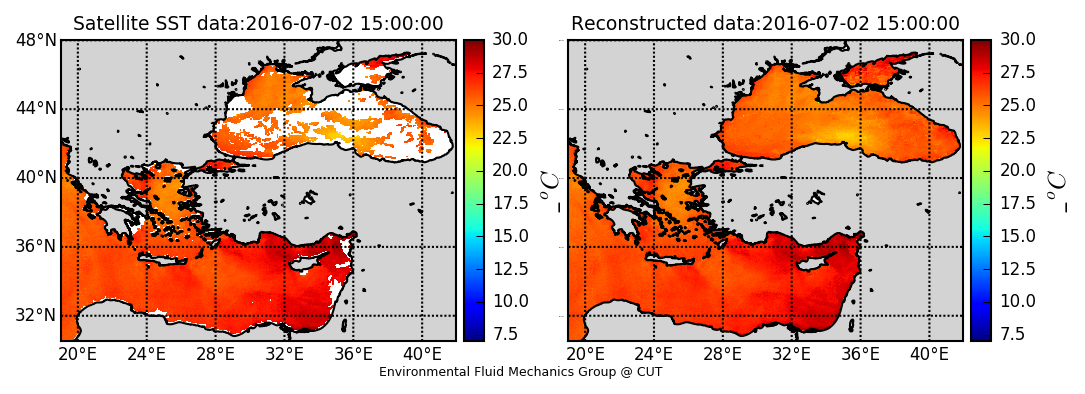 Satellite SST data:2016-07-02 15:00:00
48°N
44°N
40°N
36°N
32°N
20°E 24°E 28°E 32°E 36°E 40°E
30.0
27.5
25.0
22.5
20.0
17.5
15.0
12.5
10.0
7.5
_ °C
Reconstructed data:2016-07-02 15:00:00
20°E 24°E 28°E 32°E 36°E 40°E
30.0
27.5
25.0
22.5
20.0
17.5
15.0
12.5
10.0
7.5
_ °C
Environmental Fluid Mechanics Group @ CUT